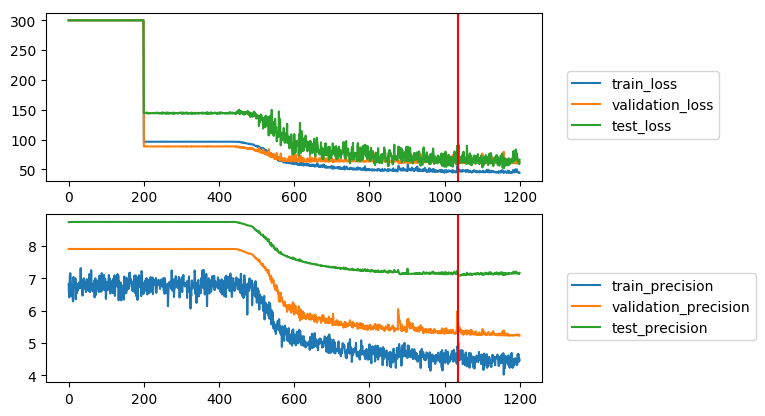 300
250
200
150
100
50
0 200 400 600 800 1000 1200
train_loss
validation_loss
test_loss
8
7
6
5
4
0 200 400 600 800 1000 1200
train_precision
validation_precision
test_precision